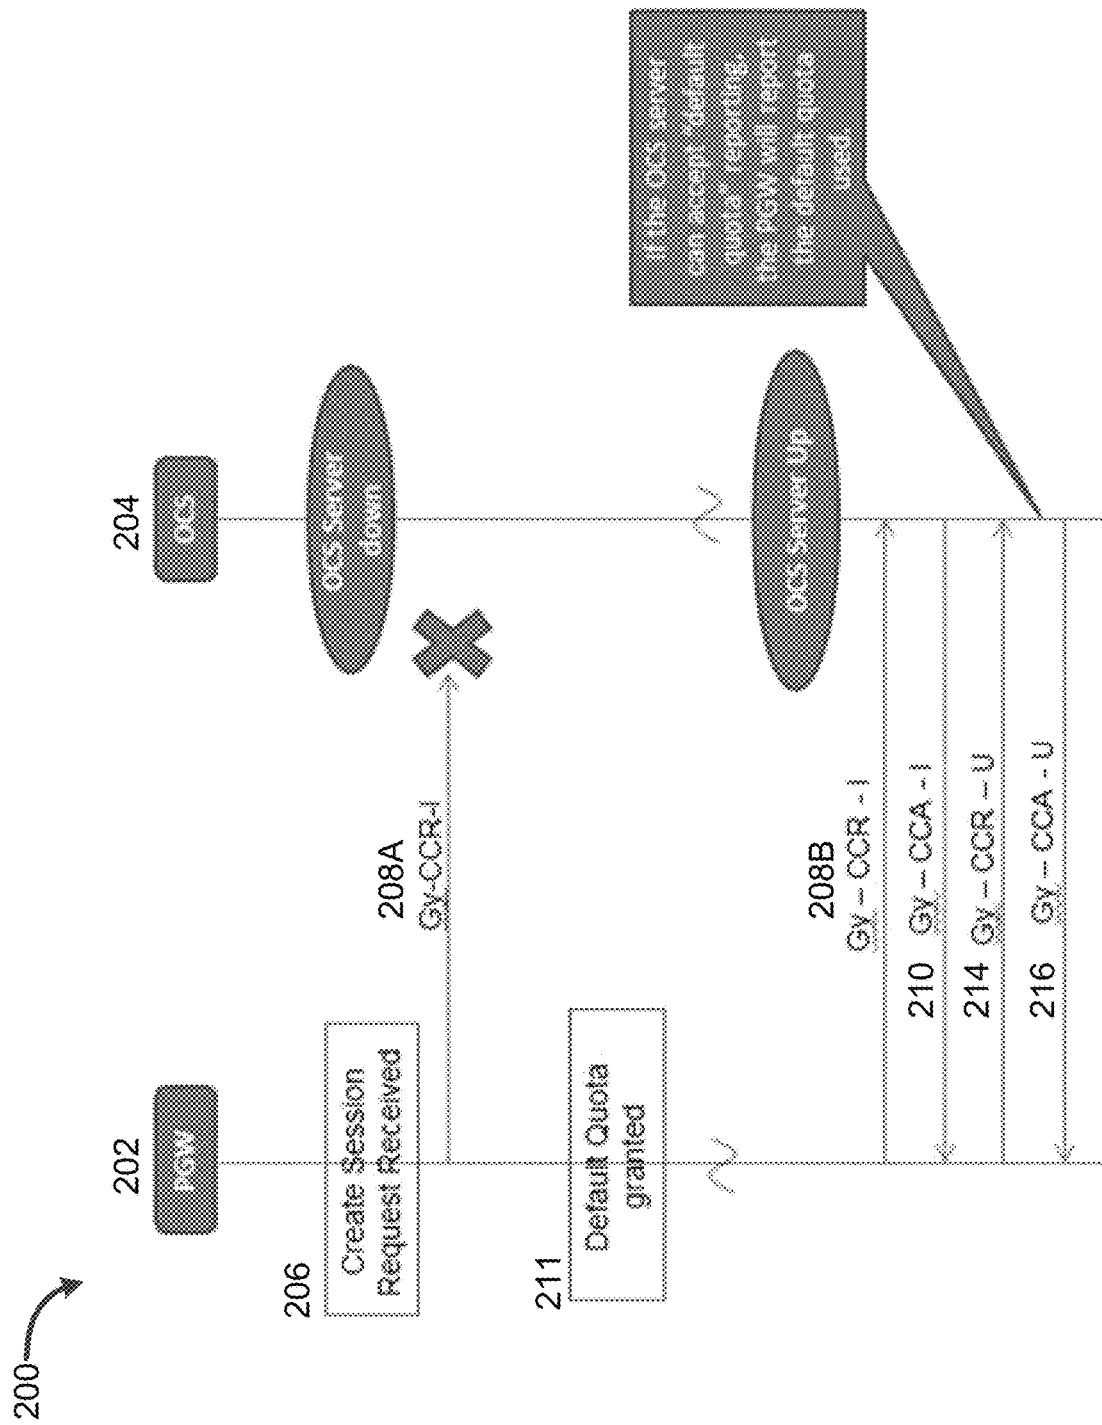 200
202
PGW
204
OCS
206
Create Session
Request Received
OCS Server
down
208A
Gy-CCR-I
211
Default Quota
granted
OCS Server Up
208B
Gy – CCR - I
210 Gy – CCA - I
214 Gy – CCR – U
216 Gy – CCA - U
If the OCS server
can accept "default
quota" reporting,
the PGW will report
the default quota
used.